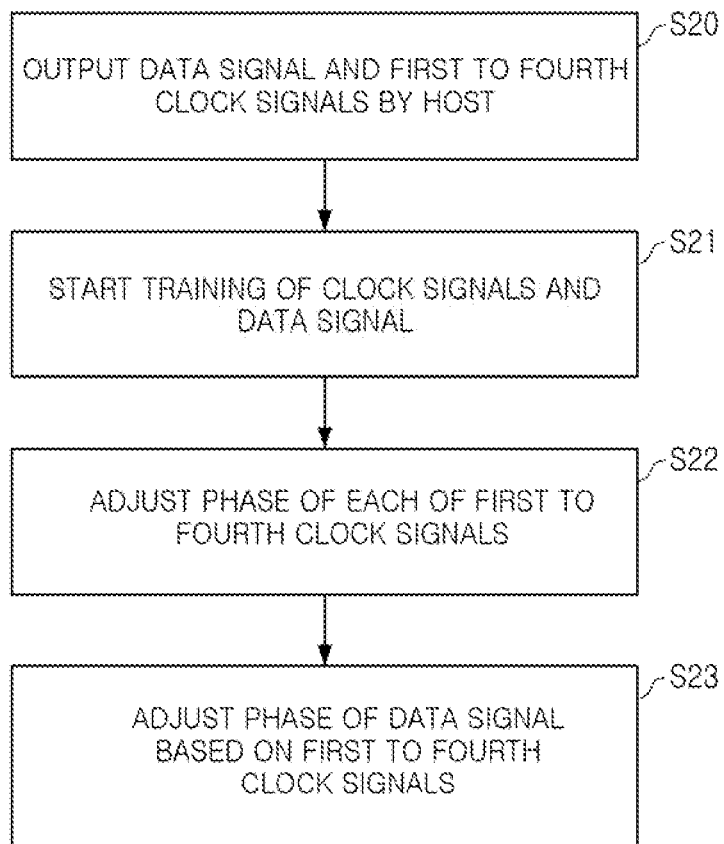 S20
OUTPUT DATA SIGNAL AND FIRST TO FOURTH
CLOCK SIGNALS BY HOST
S21
START TRAINING OF CLOCK SIGNALS AND
DATA SIGNAL
S22
ADJUST PHASE OF EACH OF FIRST TO
FOURTH CLOCK SIGNALS
S23
ADJUST PHASE OF DATA SIGNAL
BASED ON FIRST TO FOURTH
CLOCK SIGNALS